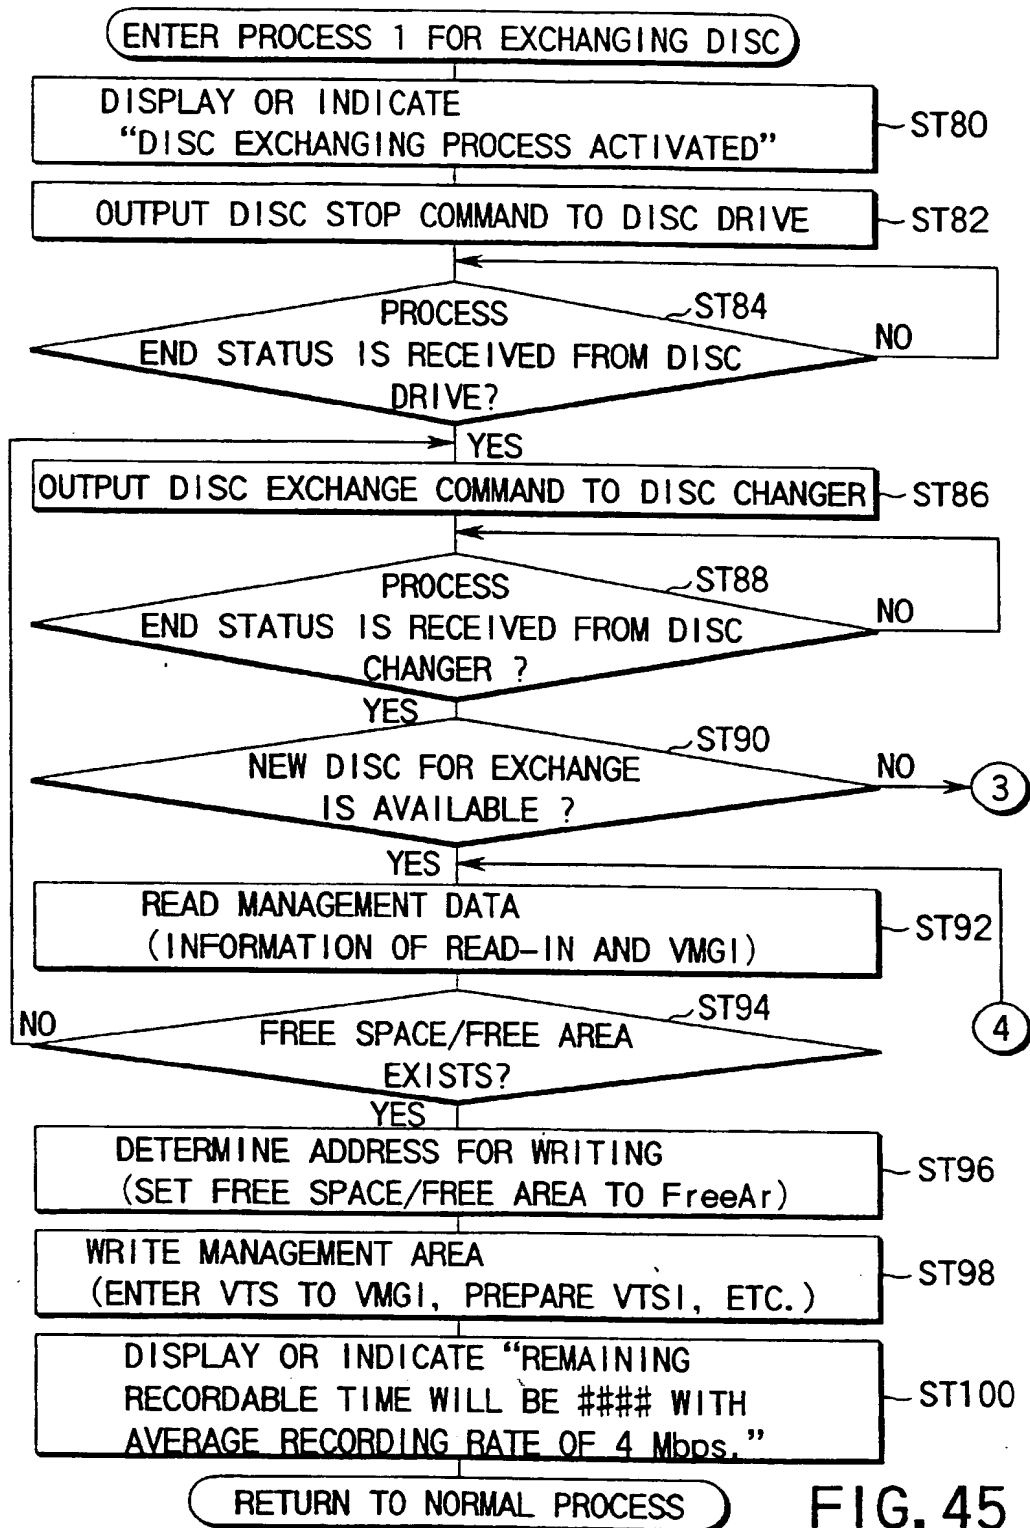 ENTER PROCESS 1 FOR EXCHANGING DISC
DISPLAY OR INDICATE
“DISC EXCHANGING PROCESS ACTIVATED”
ST80
OUTPUT DISC STOP COMMAND TO DISC DRIVE
ST82
ST84
PROCESS
END STATUS IS RECEIVED FROM DISC
DRIVE?
NO
YES
OUTPUT DISC EXCHANGE COMMAND TO DISC CHANGER
ST86
ST88
PROCESS
END STATUS IS RECEIVED FROM DISC
CHANGER ?
NO
YES
ST90
NEW DISC FOR EXCHANGE
IS AVAILABLE ?
NO
3
YES
READ MANAGEMENT DATA
(INFORMATION OF READ-IN AND VMGI)
ST92
ST94
NO
FREE SPACE/FREE AREA
EXISTS?
4
YES
DETERMINE ADDRESS FOR WRITING
(SET FREE SPACE/FREE AREA TO FreeAr)
ST96
WRITE MANAGEMENT AREA
(ENTER VTS TO VMGI, PREPARE VTSI, ETC.)
ST98
DISPLAY OR INDICATE “REMAINING
RECORDABLE TIME WILL BE #### WITH
AVERAGE RECORDING RATE OF 4 Mbps.”
ST100
RETURN TO NORMAL PROCESS
FIG. 45